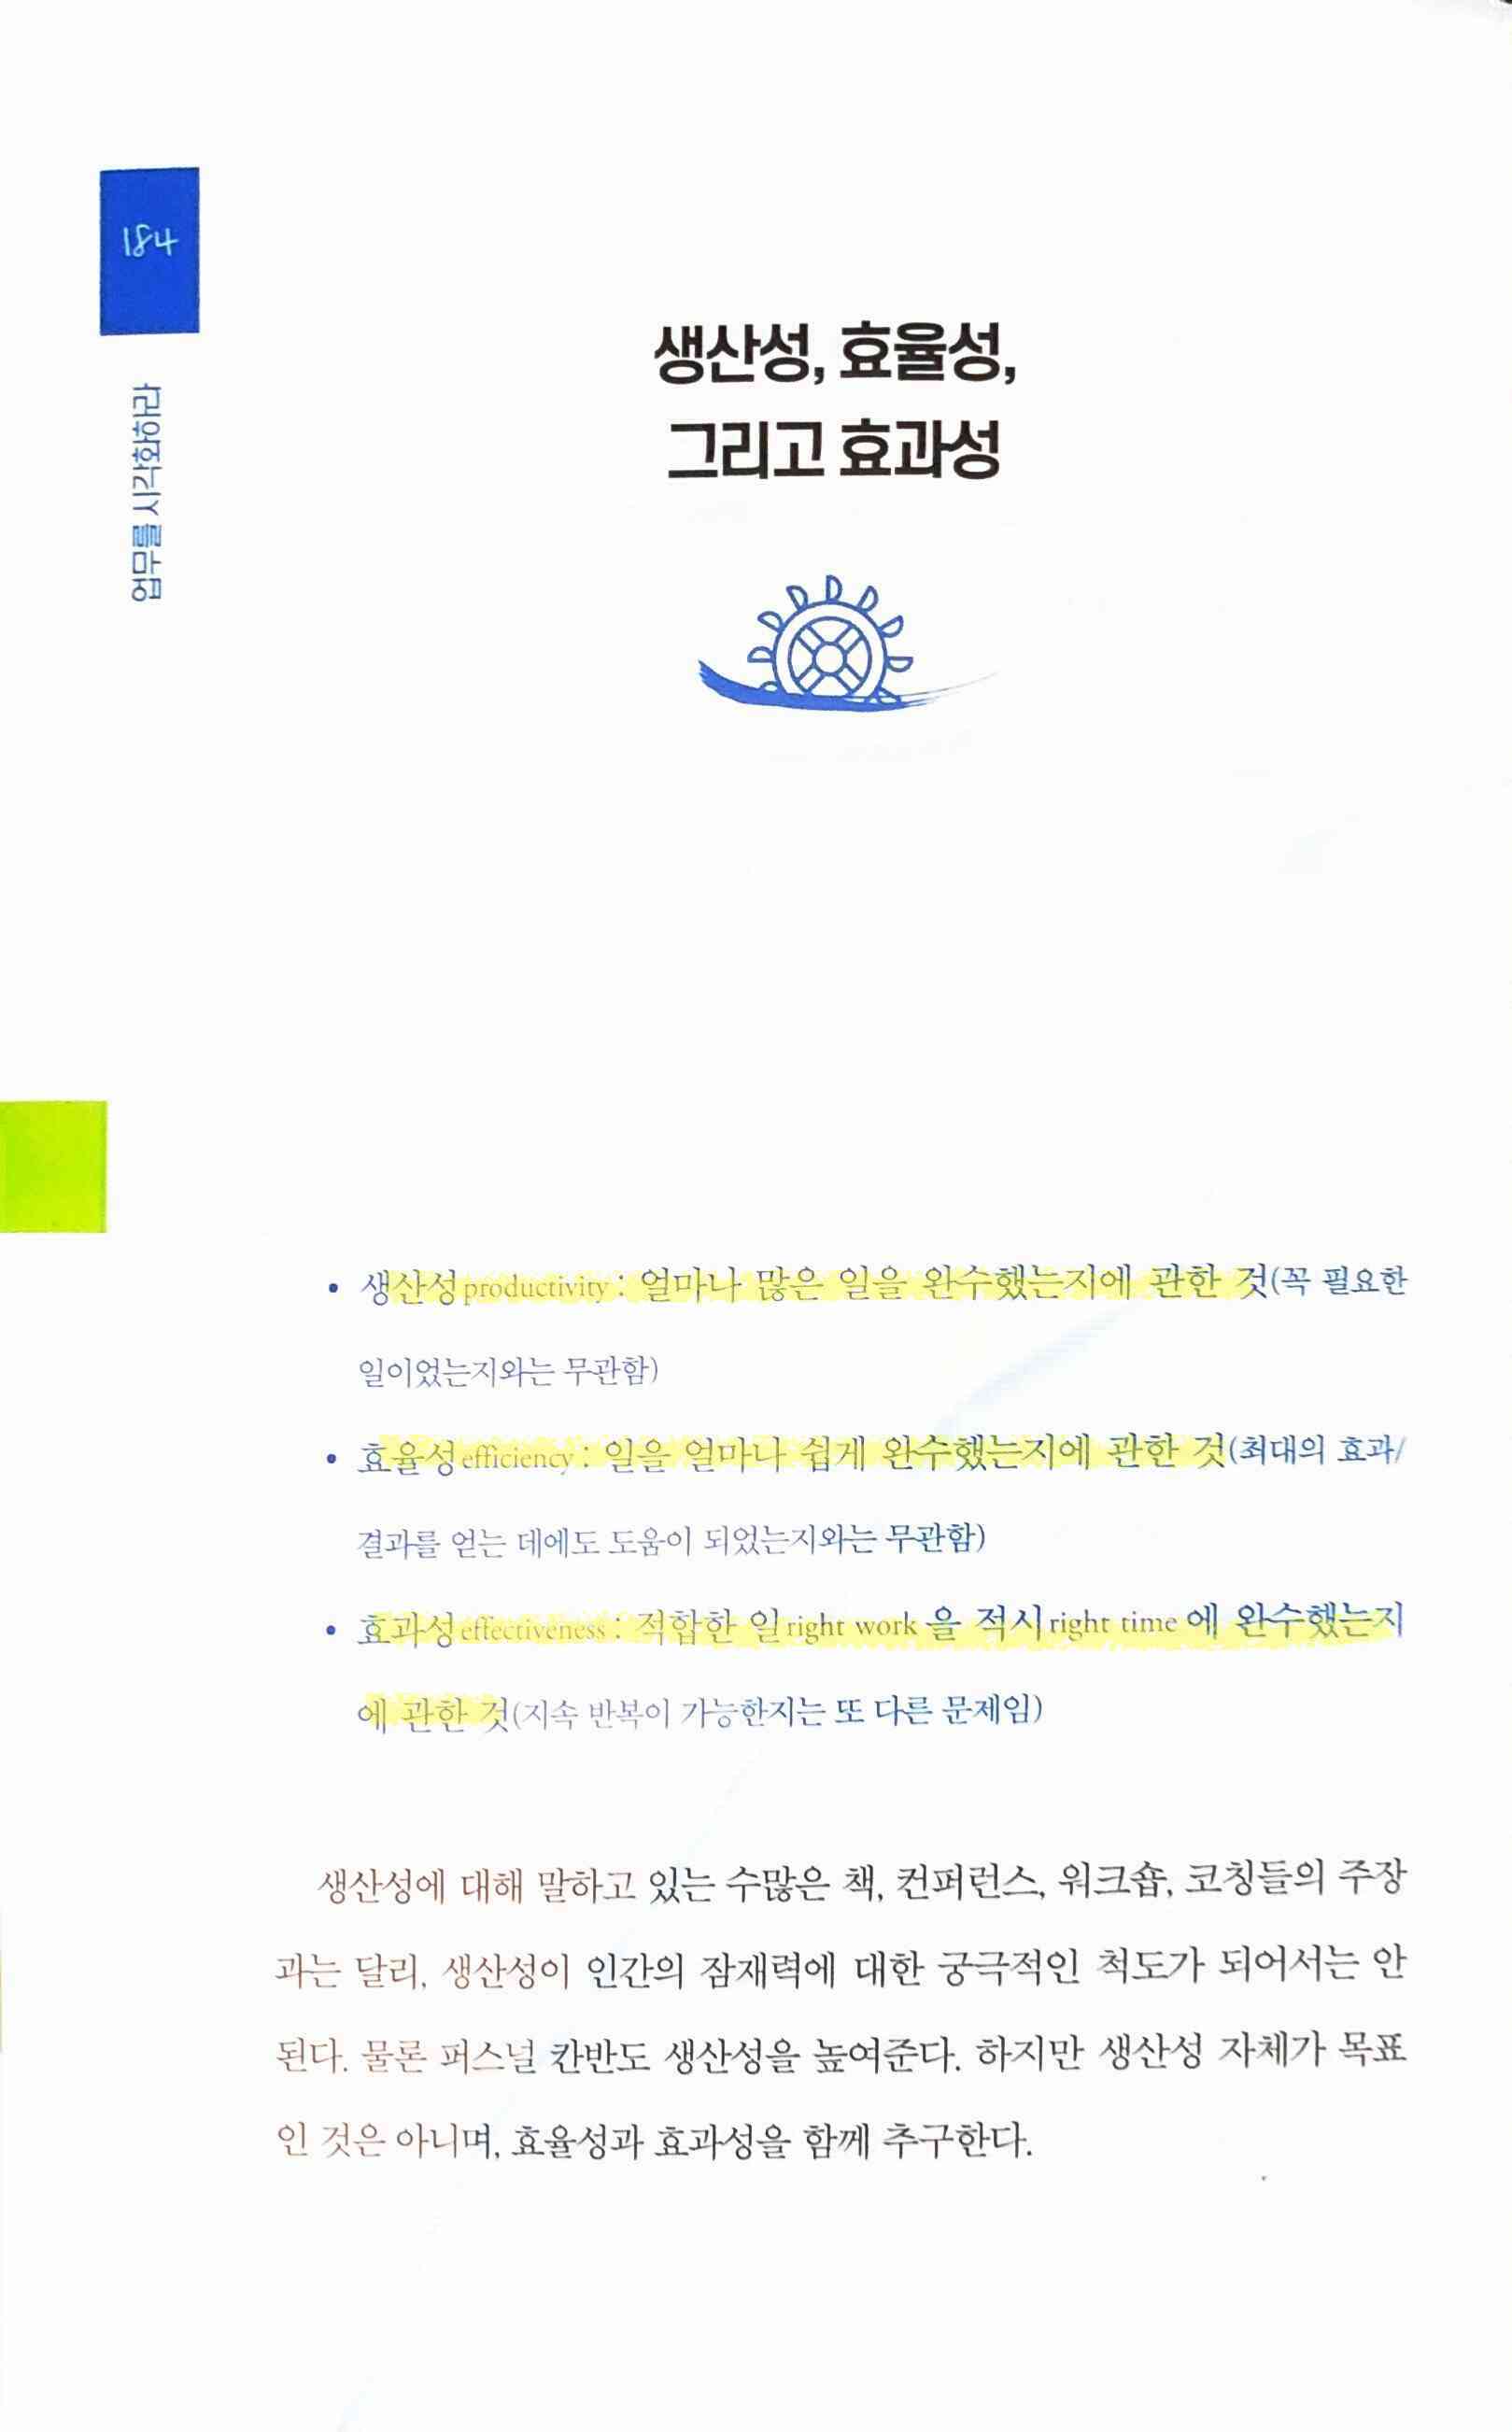 184
업무를 시각화하라
생산성, 효율성,
그리고 효과성
• 생산성productivity: 얼마나 많은 일을 완수했는지에 관한 것(꼭 필요한
일이었는지와는 무관함)
• 효율성efficiency: 일을 얼마나 쉽게 완수했는지에 관한 것(최대의 효과/
결과를 얻는 데에도 도움이 되었는지와는 무관함)
• 효과성effectiveness: 적합한 일right work을 적시right time에 완수했는지
에 관한 것(지속 반복이 가능한지는 또 다른 문제임)
생산성에 대해 말하고 있는 수많은 책, 컨퍼런스, 워크숍, 코칭들의 주장
과는 달리, 생산성이 인간의 잠재력에 대한 궁극적인 척도가 되어서는 안
된다. 물론 퍼스널 칸반도 생산성을 높여준다. 하지만 생산성 자체가 목표
인 것은 아니며, 효율성과 효과성을 함께 추구한다.